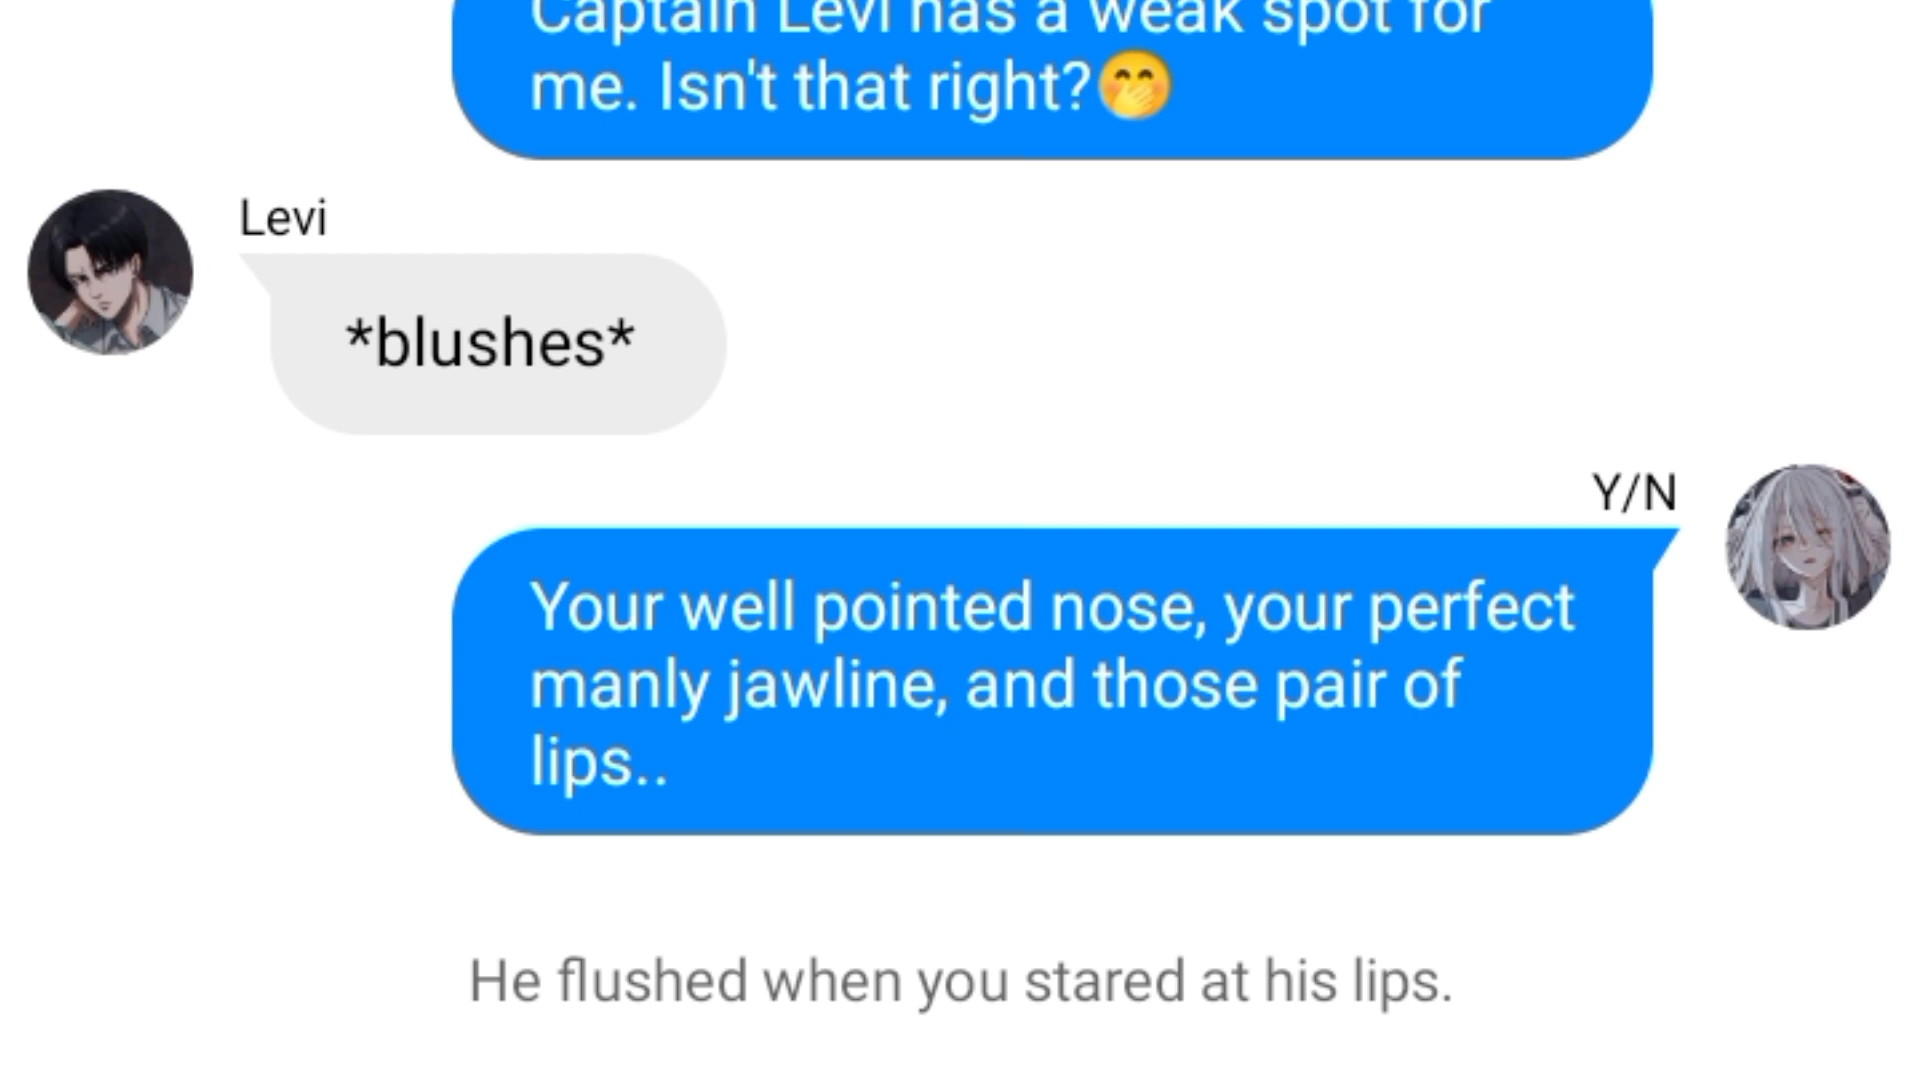 Captain Levi has a weak spot for
me. Isn't that right?🤭
Levi
*blushes*
Y/N
Your well pointed nose, your perfect
manly jawline, and those pair of
lips..
He flushed when you stared at his lips.